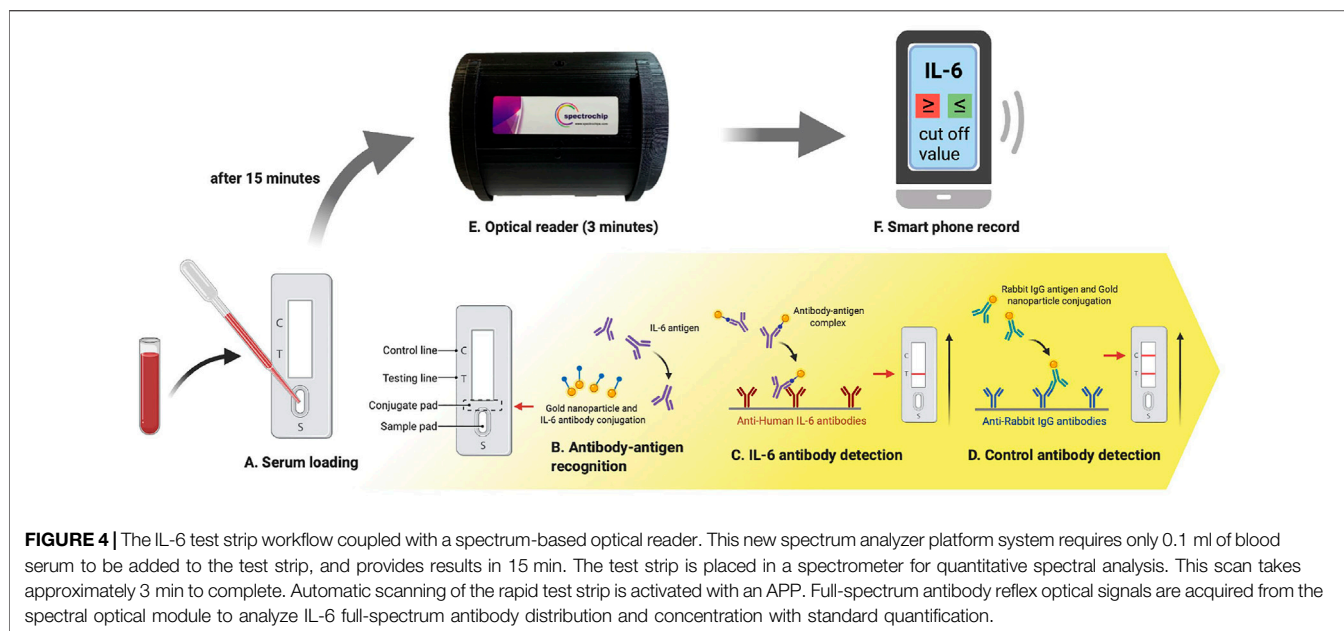 after 15 minutes
spectrochip
E. Optical reader (3 minutes)
IL-6
≥ ≤
cut off
value
F. Smart phone record
C
T
S
A. Serum loading
Control line
Testing line
Conjugate pad
Sample pad
C
T
S
IL-6 antigen
Gold nanoparticle and
IL-6 antibody conjugation
B. Antibody-antigen
recognition
Antibody-antigen
complex
Anti-Human IL-6 antibodies
C
T
S
C. IL-6 antibody detection
Rabbit IgG antigen and Gold
nanoparticle conjugation
Anti-Rabbit IgG antibodies
C
T
S
D. Control antibody detection
FIGURE 4 | The IL-6 test strip workflow coupled with a spectrum-based optical reader. This new spectrum analyzer platform system requires only 0.1 ml of blood
serum to be added to the test strip, and provides results in 15 min. The test strip is placed in a spectrometer for quantitative spectral analysis. This scan takes
approximately 3 min to complete. Automatic scanning of the rapid test strip is activated with an APP. Full-spectrum antibody reflex optical signals are acquired from the
spectral optical module to analyze IL-6 full-spectrum antibody distribution and concentration with standard quantification.